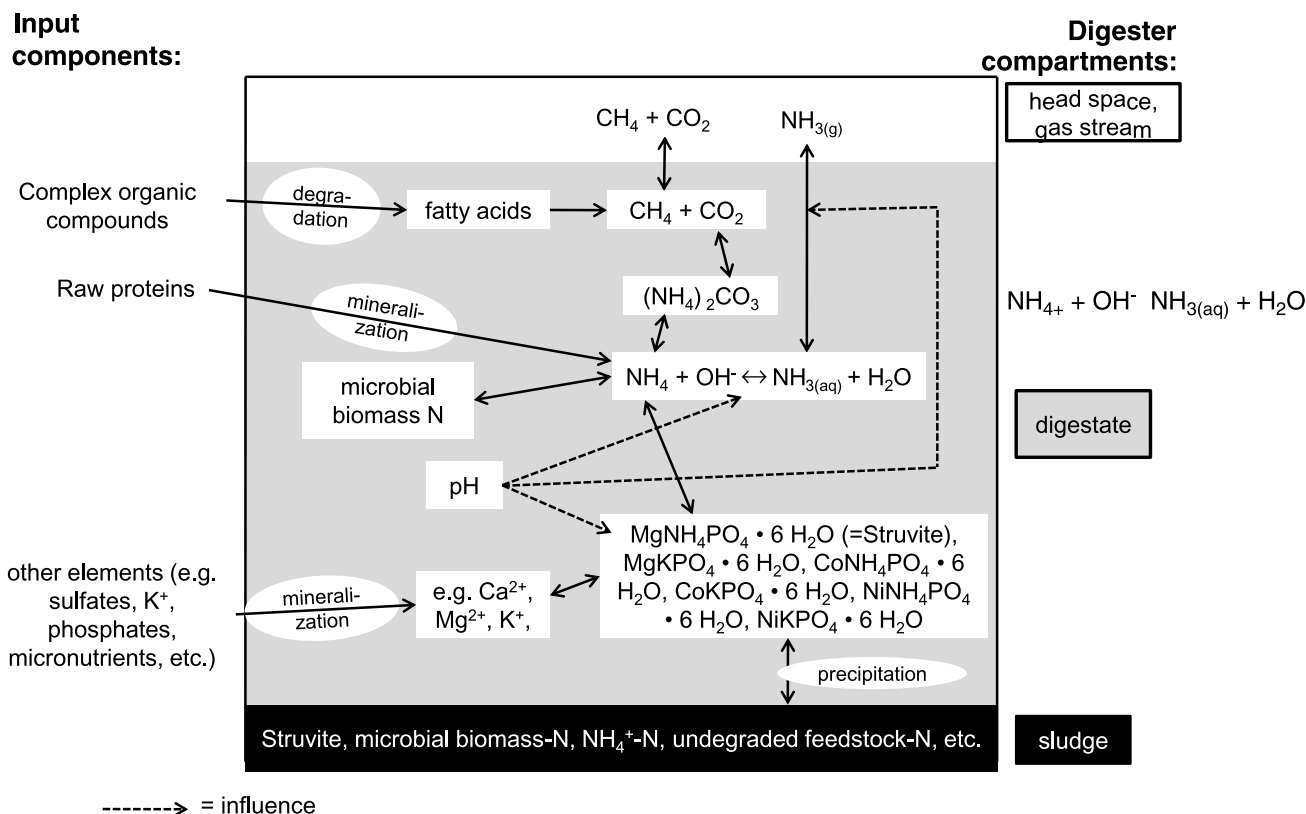 Input
components:
Digester
compartments:
head space,
gas stream
CH₄ + CO₂
NH₃(g)
Complex organic
compounds
degra-
dation
fatty acids
CH₄ + CO₂
Raw proteins
minerali-
zation
(NH₄) ₂CO₃
NH₄₊ + OH⁻ NH₃(aq) + H₂O
microbial
biomass N
NH₄ + OH⁻ ↔ NH₃(aq) + H₂O
digestate
pH
MgNH₄PO₄ • 6 H₂O (=Struvite),
MgKPO₄ • 6 H₂O, CoNH₄PO₄ • 6
H₂O, CoKPO₄ • 6 H₂O, NiNH₄PO₄
• 6 H₂O, NiKPO₄ • 6 H₂O
other elements (e.g.
sulfates, K⁺,
phosphates,
micronutrients, etc.)
minerali-
zation
e.g. Ca²⁺,
Mg²⁺, K⁺,
precipitation
Struvite, microbial biomass-N, NH₄⁺-N, undegraded feedstock-N, etc.
sludge
= influence